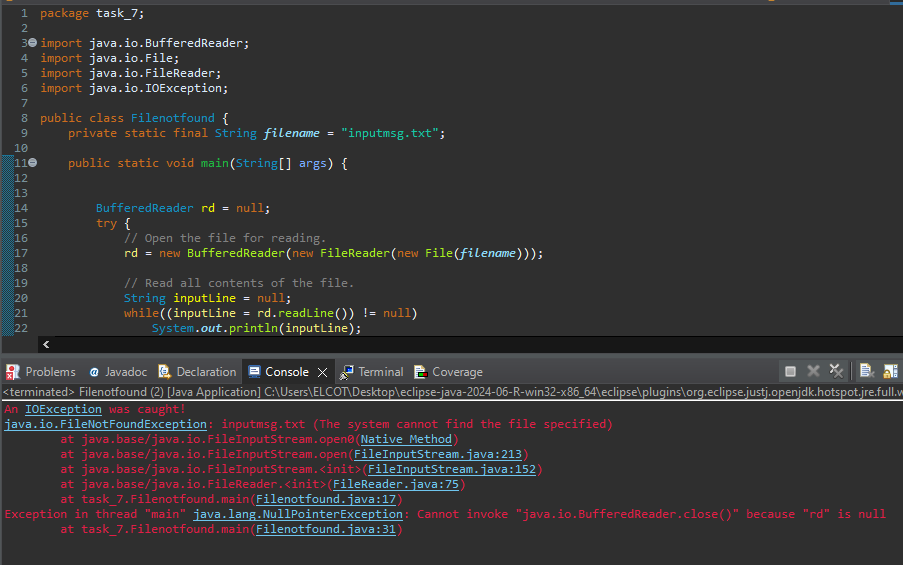 1 package task_7;
2
3 import java.io.BufferedReader;
4 import java.io.File;
5 import java.io.FileReader;
6 import java.io.IOException;
7
8 public class Filenotfound {
9 private static final String filename = "inputmsg.txt";
10
11 public static void main(String[] args) {
12
13
14 BufferedReader rd = null;
15 try {
16 // Open the file for reading.
17 rd = new BufferedReader(new FileReader(new File(filename)));
18
19 // Read all contents of the file.
20 String inputLine = null;
21 while((inputLine = rd.readLine()) != null)
22 System.out.println(inputLine);
Problems Javadoc Declaration Console Terminal Coverage
<terminated> Filenotfound (2) [Java Application] C:\Users\ELCOT\Desktop\eclipse-java-2024-06-R-win32-x86_64\eclipse\plugins\org.eclipse.justj.openjdk.hotspot.jre.full.w
An IOException was caught!
java.io.FileNotFoundException: inputmsg.txt (The system cannot find the file specified)
at java.base/java.io.FileInputStream.open0(Native Method)
at java.base/java.io.FileInputStream.open(FileInputStream.java:213)
at java.base/java.io.FileInputStream.<init>(FileInputStream.java:152)
at java.base/java.io.FileReader.<init>(FileReader.java:75)
at task_7.Filenotfound.main(Filenotfound.java:17)
Exception in thread "main" java.lang.NullPointerException: Cannot invoke "java.io.BufferedReader.close()" because "rd" is null
at task_7.Filenotfound.main(Filenotfound.java:31)